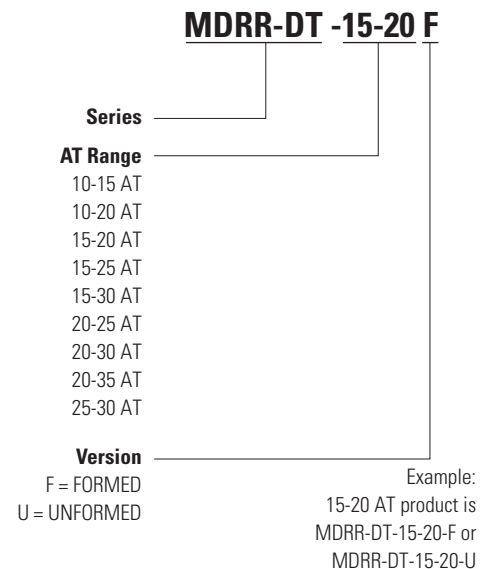 MDRR-DT -15-20 F
Series
AT Range
10-15 AT
10-20 AT
15-20 AT
15-25 AT
15-30 AT
20-25 AT
20-30 AT
20-35 AT
25-30 AT
Version
F = FORMED
U = UNFORMED
Example:
15-20 AT product is
MDRR-DT-15-20-F or
MDRR-DT-15-20-U